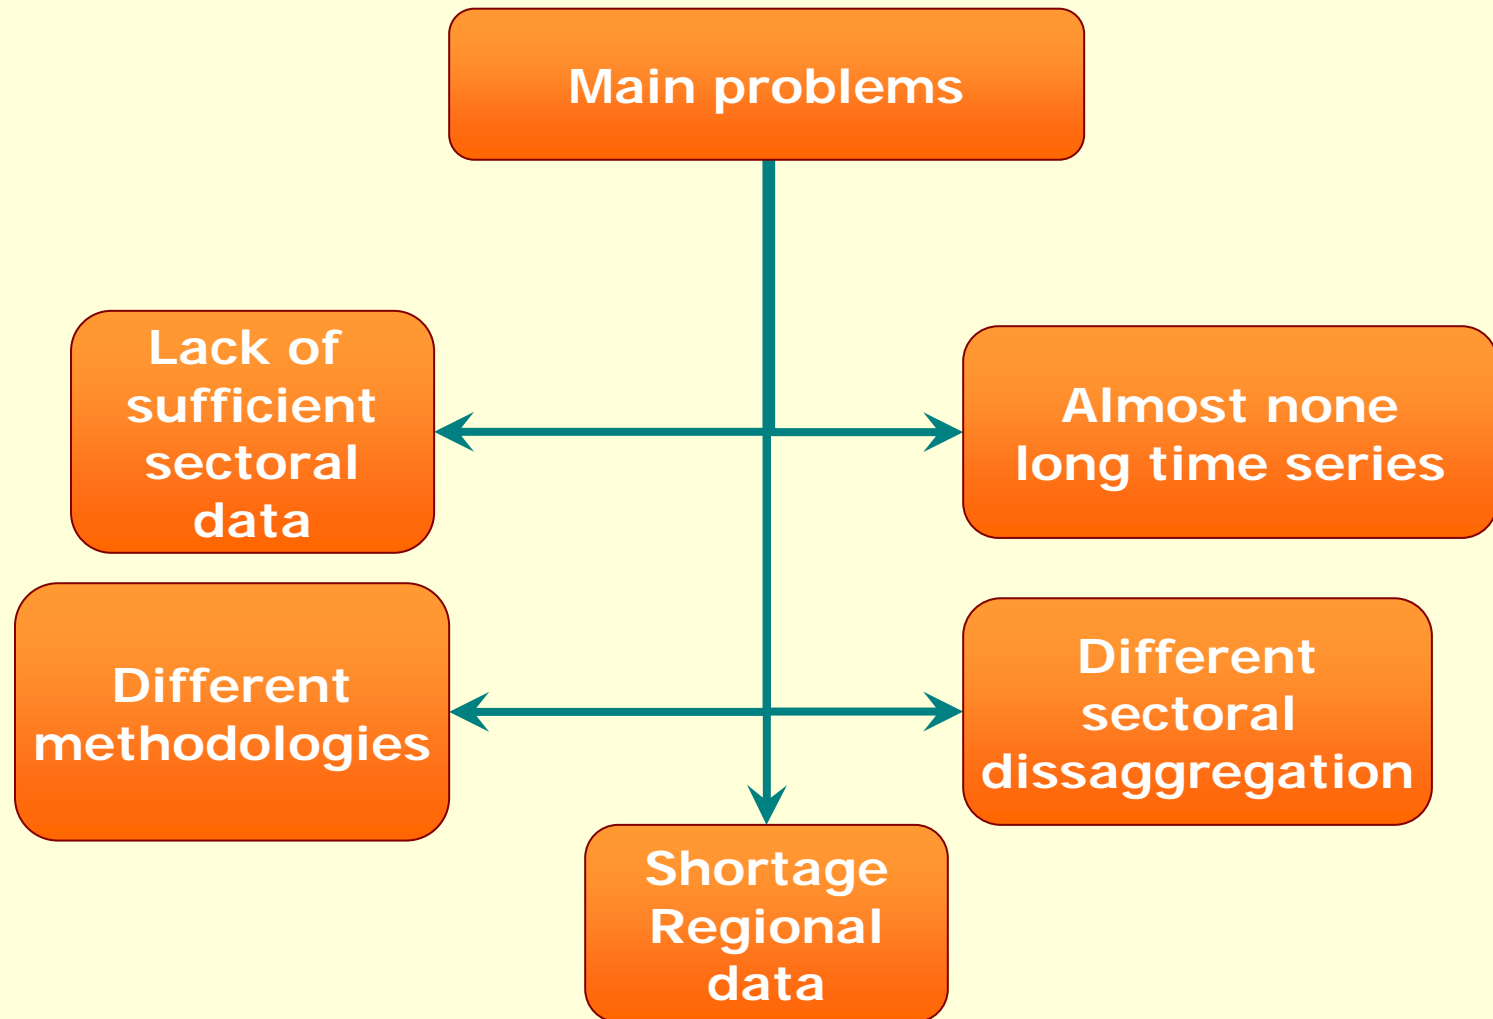 Main problems
Lack of
sufficient
sectoral
data
Almost none
long time series
Different
methodologies
Different
sectoral
dissaggregation
Shortage
Regional
data